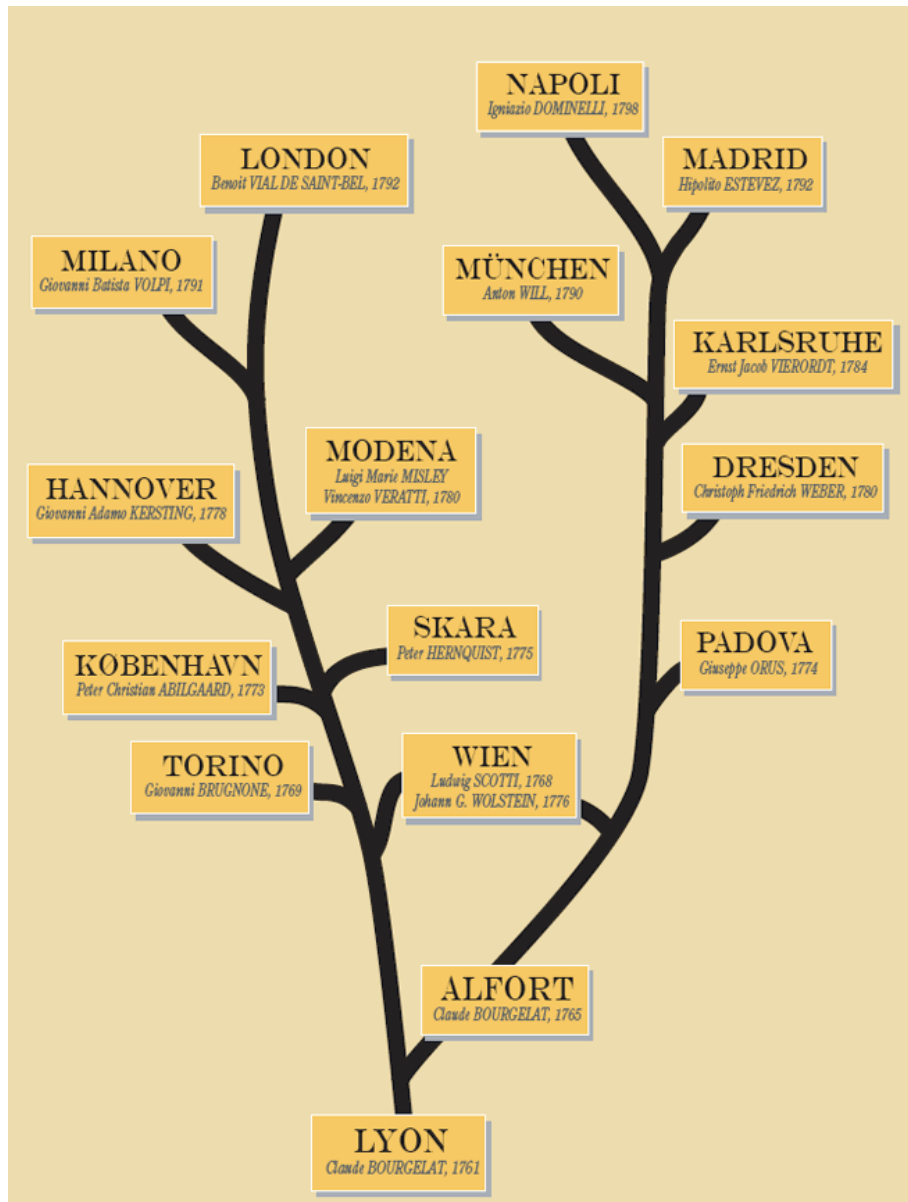 NAPOLI
Igniazio DOMINELLI, 1798
LONDON
Benoit VIAL DE SAINT-BEL, 1792
MADRID
Hipolito ESTEVEZ, 1792
MILANO
Giovanni Batista VOLPI, 1791
MÜNCHEN
Anton WILL, 1790
KARLSRUHE
Ernst Jacob VIERORDT, 1784
MODENA
Luigi Marie MISLEY
Vincenzo VERATTI, 1780
DRESDEN
Christoph Friedrich WEBER, 1780
HANNOVER
Giovanni Adamo KERSTING, 1778
SKARA
Peter HERNQUIST, 1775
PADOVA
Giuseppe ORUS, 1774
KØBENHAVN
Peter Christian ABILGAARD, 1773
WIEN
Ludwig SCOTTI, 1768
Johann G. WOLSTEIN, 1776
TORINO
Giovanni BRUGNONE, 1769
ALFORT
Claude BOURGELAT, 1765
LYON
Claude BOURGELAT, 1761